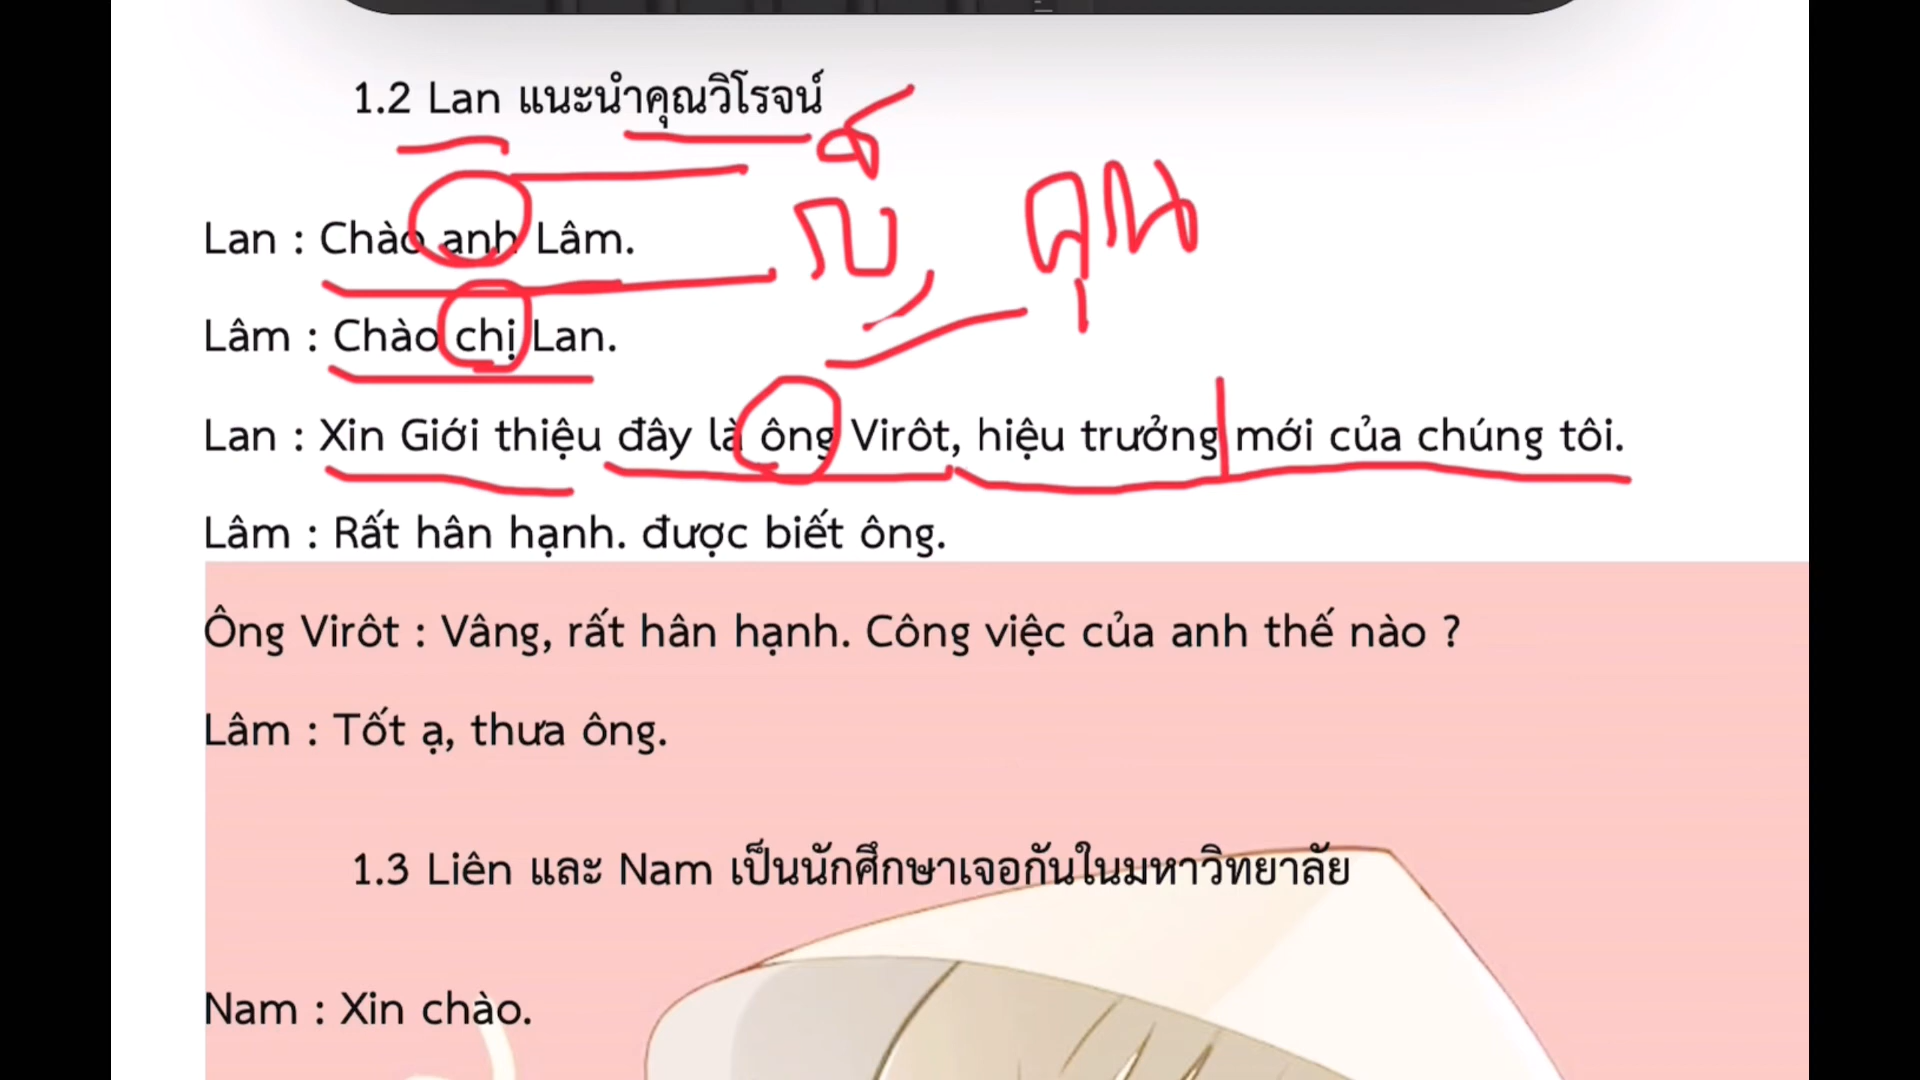 1.2 Lan แนะนำคุณวิโรจน์
Lan : Chào anh Lâm.
คุณ
Lâm : Chào chị Lan.
Lan : Xin Giới thiệu đây là ông Virôt, hiệu trưởng mới của chúng tôi.
Lâm : Rất hân hạnh. được biết ông.
Ông Virôt : Vâng, rất hân hạnh. Công việc của anh thế nào ?
Lâm : Tốt ạ, thưa ông.
1.3 Liên และ Nam เป็นนักศึกษาเจอกันในมหาวิทยาลัย
Nam : Xin chào.